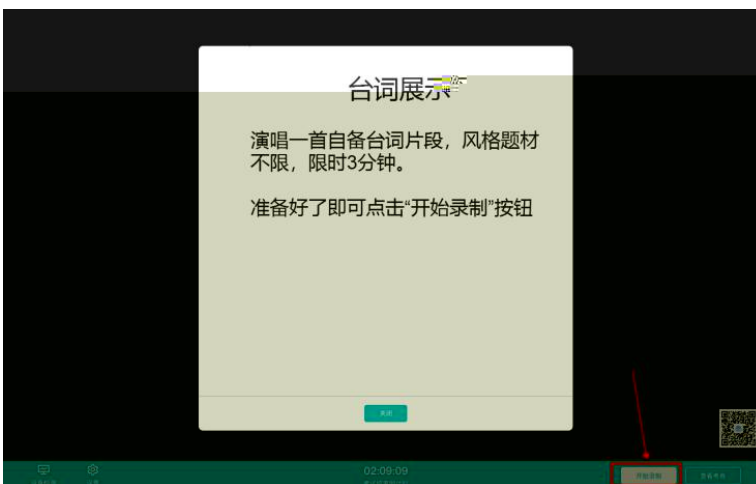 台词展示
演唱一首自备台词片段，风格题材
不限，限时3分钟。
准备好了即可点击“开始录制”按钮
关闭
02:09:09
开始录制